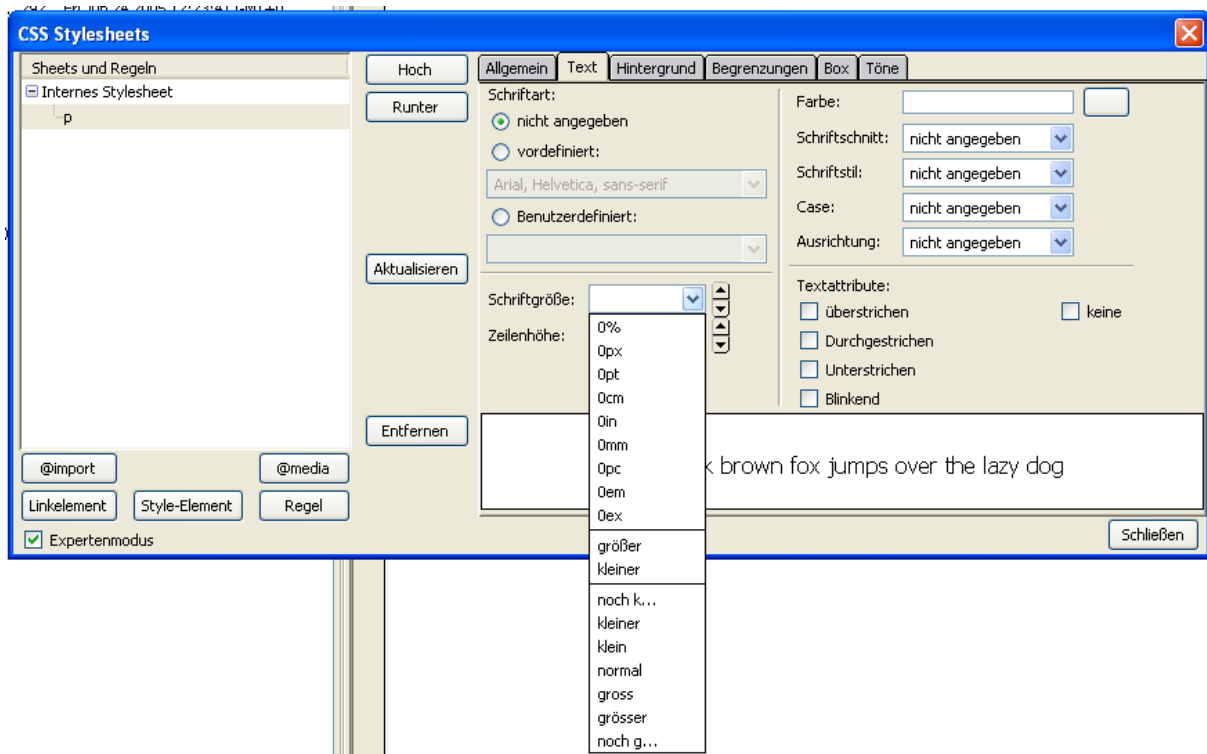 CSS Stylesheets
Sheets und Regeln
Internes Stylesheet
p
@import
@media
Linkelement
Style-Element
Regel
Expertenmodus
Hoch
Runter
Aktualisieren
Entfernen
Allgemein Text Hintergrund Begrenzungen Box Töne
Schriftart:
nicht angegeben
vordefiniert:
Arial, Helvetica, sans-serif
Benutzerdefiniert:
Schriftgröße:
Zeilenhöhe:
0%
0px
0pt
0cm
0in
0mm
0pc
0em
0ex
größer
kleiner
noch k...
kleiner
klein
normal
gross
grösser
noch g...
Farbe:
Schriftschnitt: nicht angegeben
Schriftstil: nicht angegeben
Case: nicht angegeben
Ausrichtung: nicht angegeben
Textattribute:
überstrichen
keine
Durchgestrichen
Unterstrichen
Blinkend
brown fox jumps over the lazy dog
Schließen